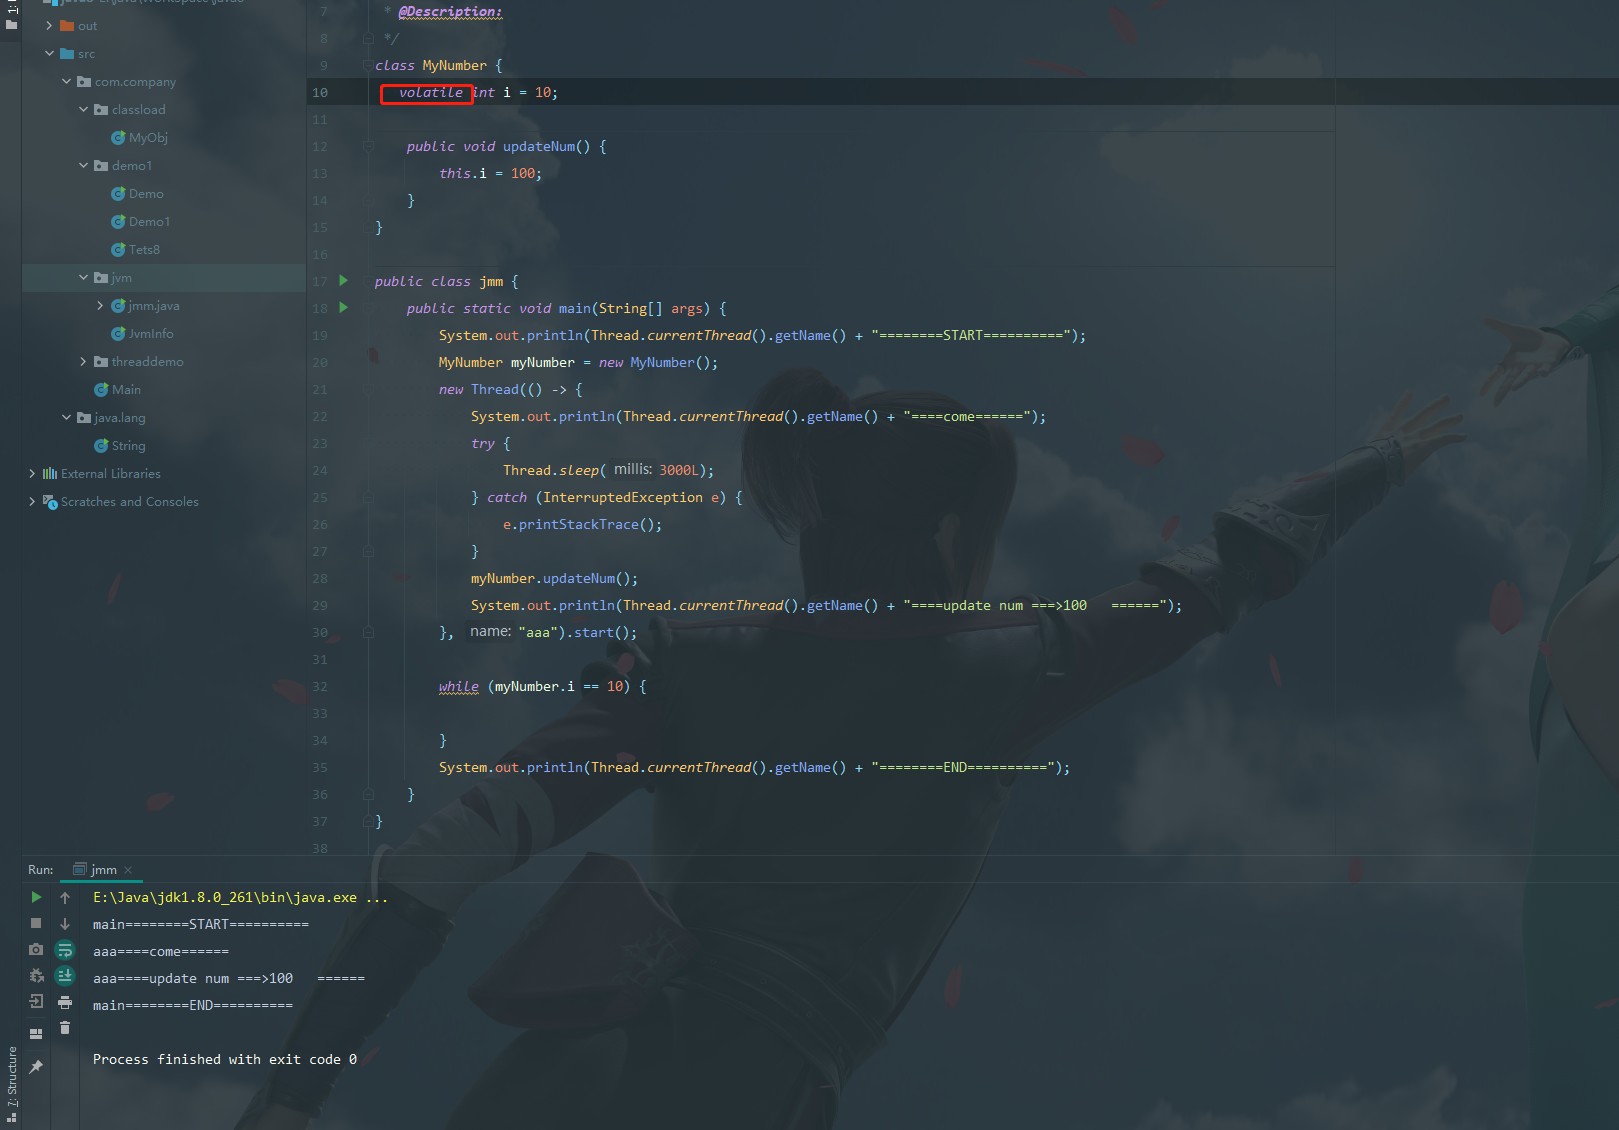 out
src
com.company
classload
MyObj
demo1
Demo
Demo1
Tets8
jvm
jmm.java
JvmInfo
threaddemo
Main
java.lang
String
External Libraries
Scratches and Consoles
7 * @Description:
8 */
9 class MyNumber {
10 volatile int i = 10;
11
12 public void updateNum() {
13 this.i = 100;
14 }
15 }
16
17 public class jmm {
18 public static void main(String[] args) {
19 System.out.println(Thread.currentThread().getName() + "========START==========");
20 MyNumber myNumber = new MyNumber();
21 new Thread(() -> {
22 System.out.println(Thread.currentThread().getName() + "====come======");
23 try {
24 Thread.sleep( millis: 3000L);
25 } catch (InterruptedException e) {
26 e.printStackTrace();
27 }
28 myNumber.updateNum();
29 System.out.println(Thread.currentThread().getName() + "====update num ===>100   ======");
30 }, name: "aaa").start();
31
32 while (myNumber.i == 10) {
33
34 }
35 System.out.println(Thread.currentThread().getName() + "========END==========");
36 }
37 }
38
Run: jmm
E:\Java\jdk1.8.0_261\bin\java.exe ...
main========START==========
aaa====come======
aaa====update num ===>100   ======
main========END==========
Process finished with exit code 0
7: Structure